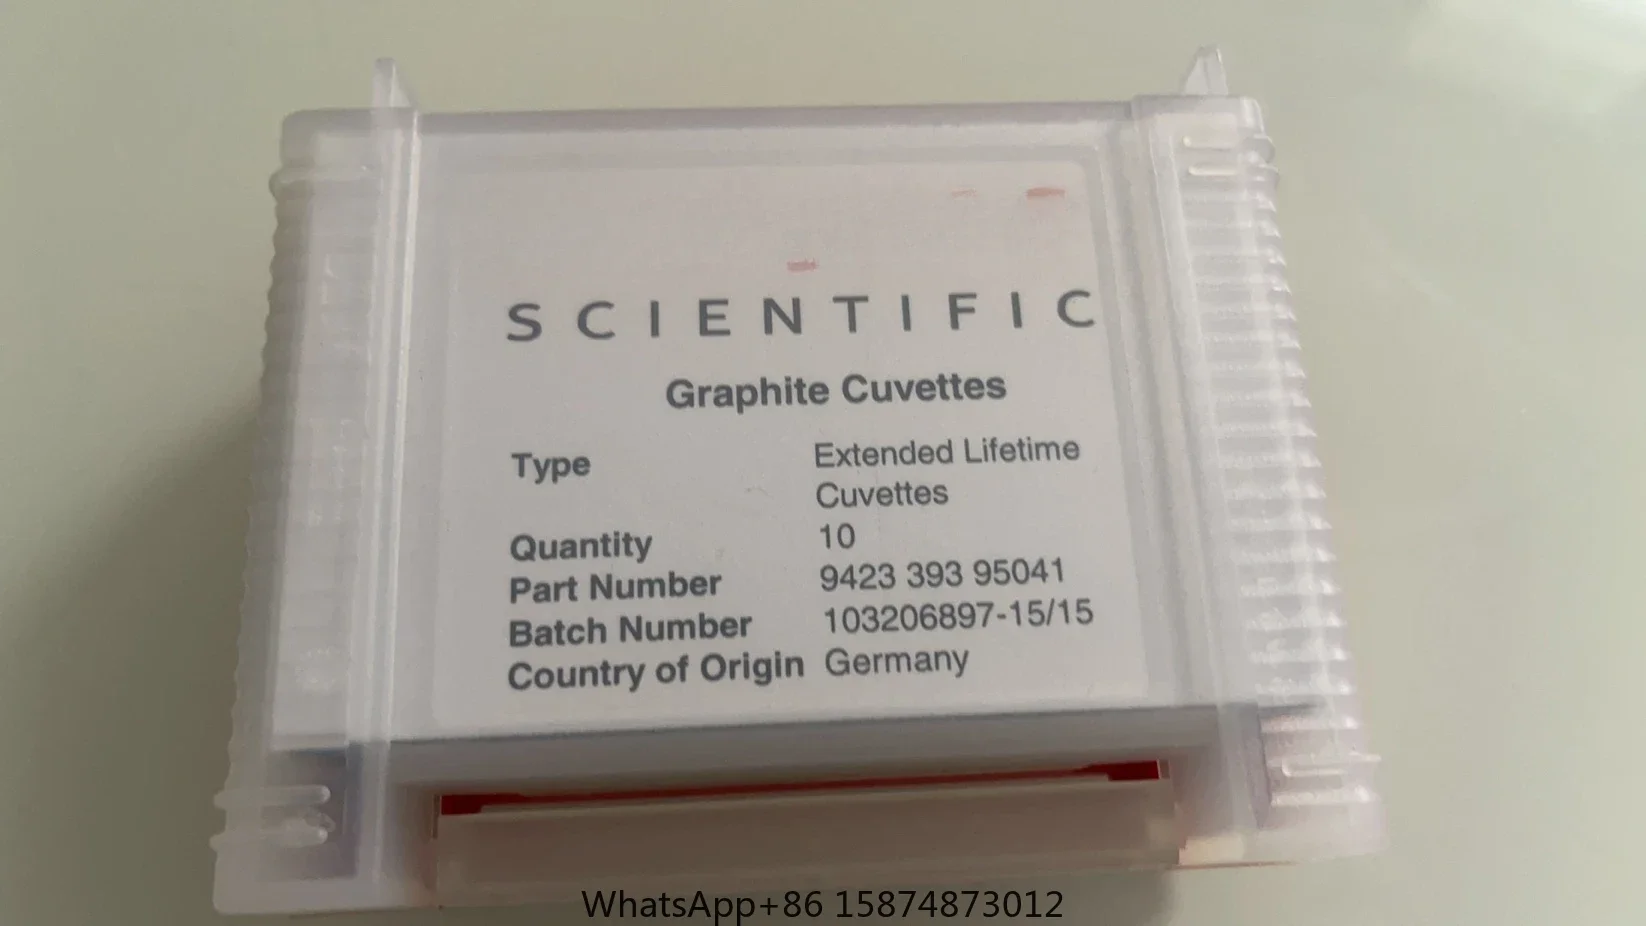 SCIENTIFIC
Graphite Cuvettes
Type Extended Lifetime
Cuvettes
Quantity 10
Part Number 9423 393 95041
Batch Number 103206897-15/15
Country of Origin Germany
WhatsApp+86 15874873012